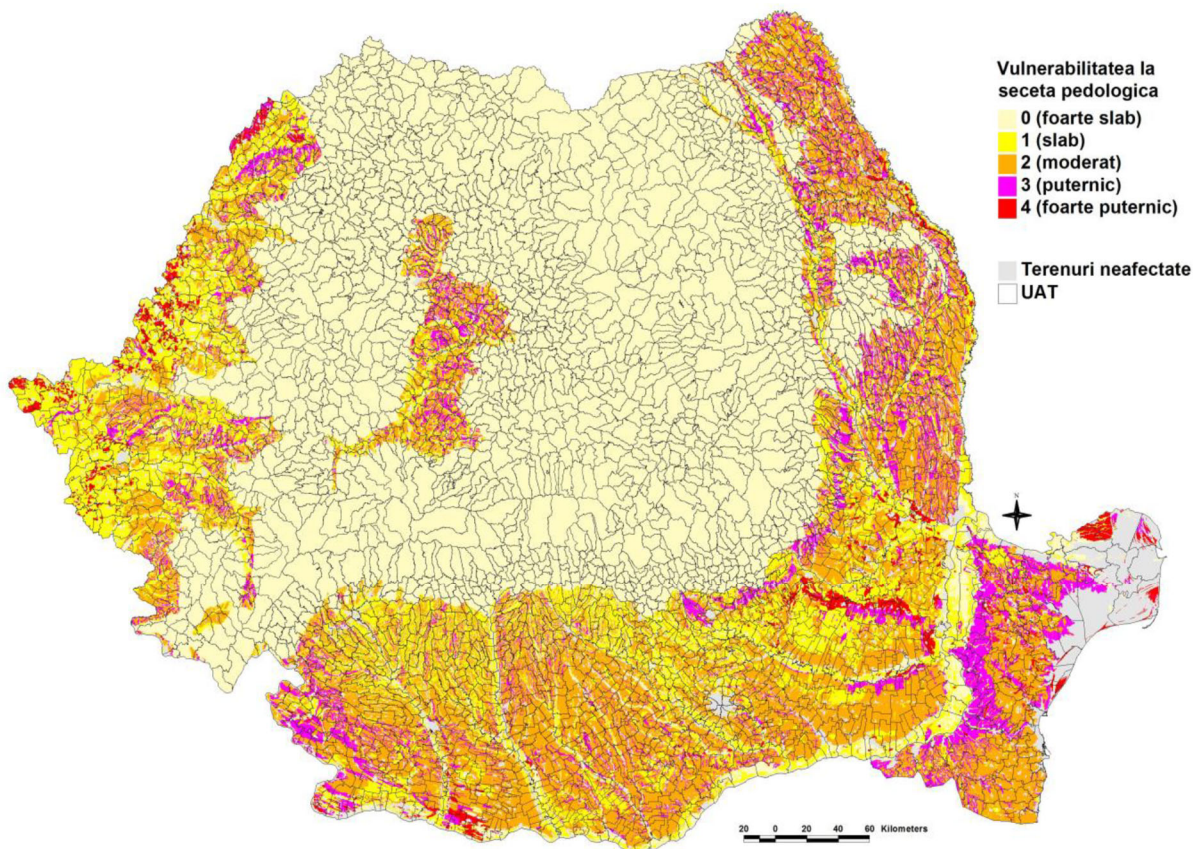 Vulnerabilitatea la
seceta pedologica
0 (foarte slab)
1 (slab)
2 (moderat)
3 (puternic)
4 (foarte puternic)
Terenuri neafectate
UAT
N
20 0 20 40 60 Kilometers